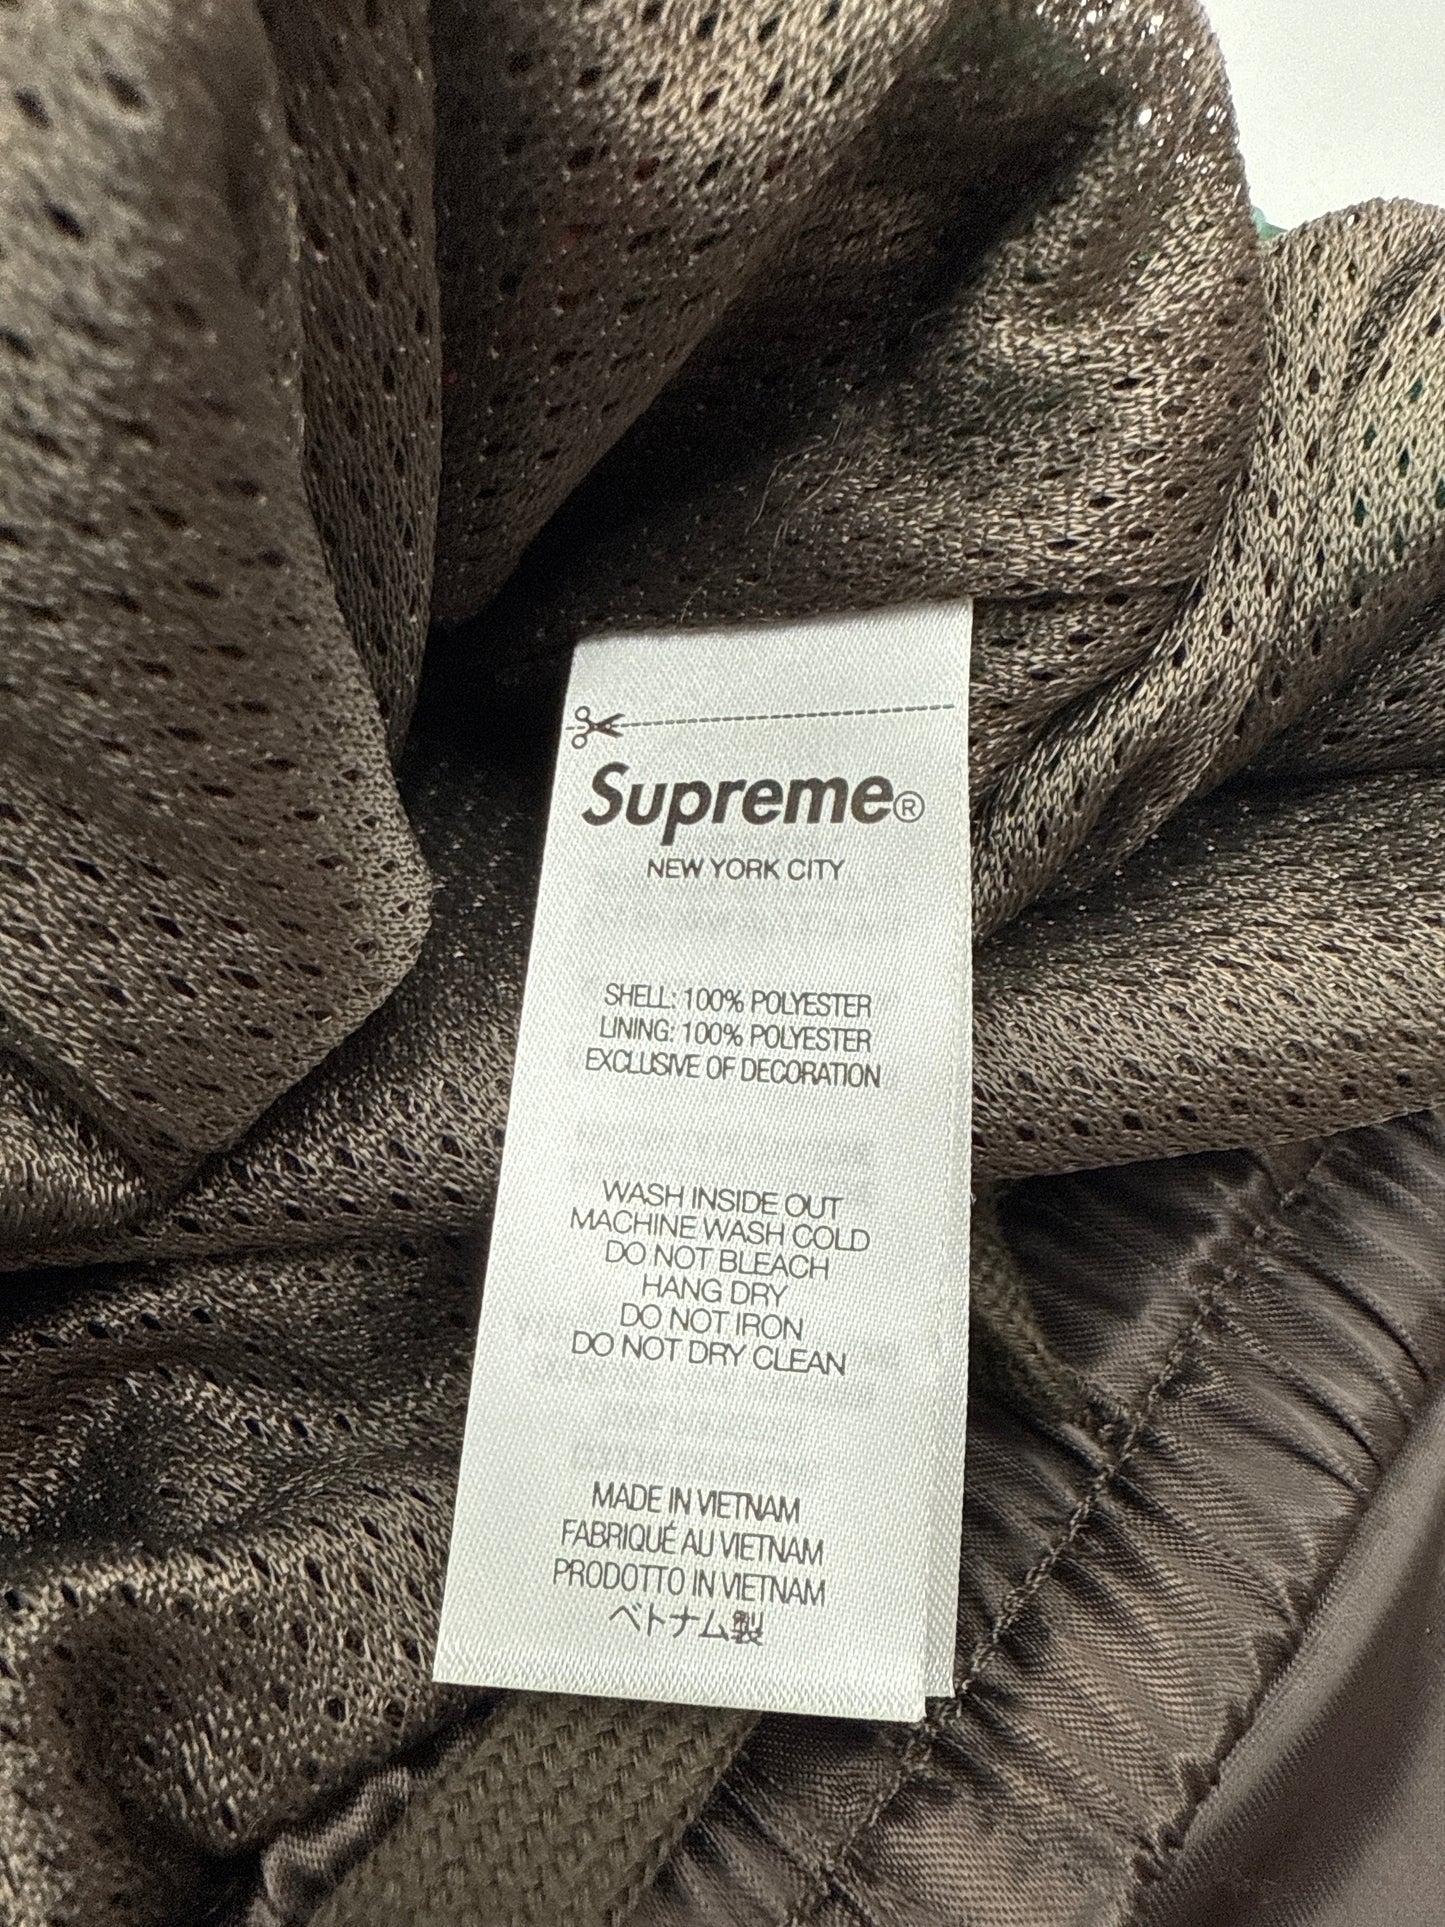 Supreme®
NEW YORK CITY
SHELL: 100% POLYESTER
LINING: 100% POLYESTER
EXCLUSIVE OF DECORATION
WASH INSIDE OUT
MACHINE WASH COLD
DO NOT BLEACH
HANG DRY
DO NOT IRON
DO NOT DRY CLEAN
MADE IN VIETNAM
FABRIQUÉ AU VIETNAM
PRODOTTO IN VIETNAM
ベトナム製